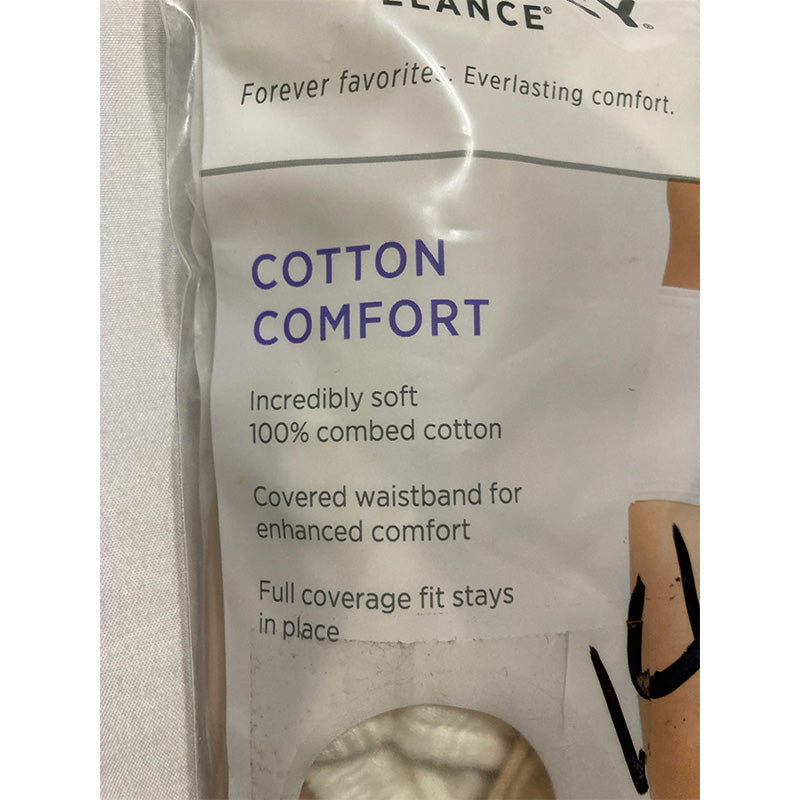 ELANCE®
Forever favorites. Everlasting comfort.
COTTON
COMFORT
Incredibly soft
100% combed cotton
Covered waistband for
enhanced comfort
Full coverage fit stays
in place